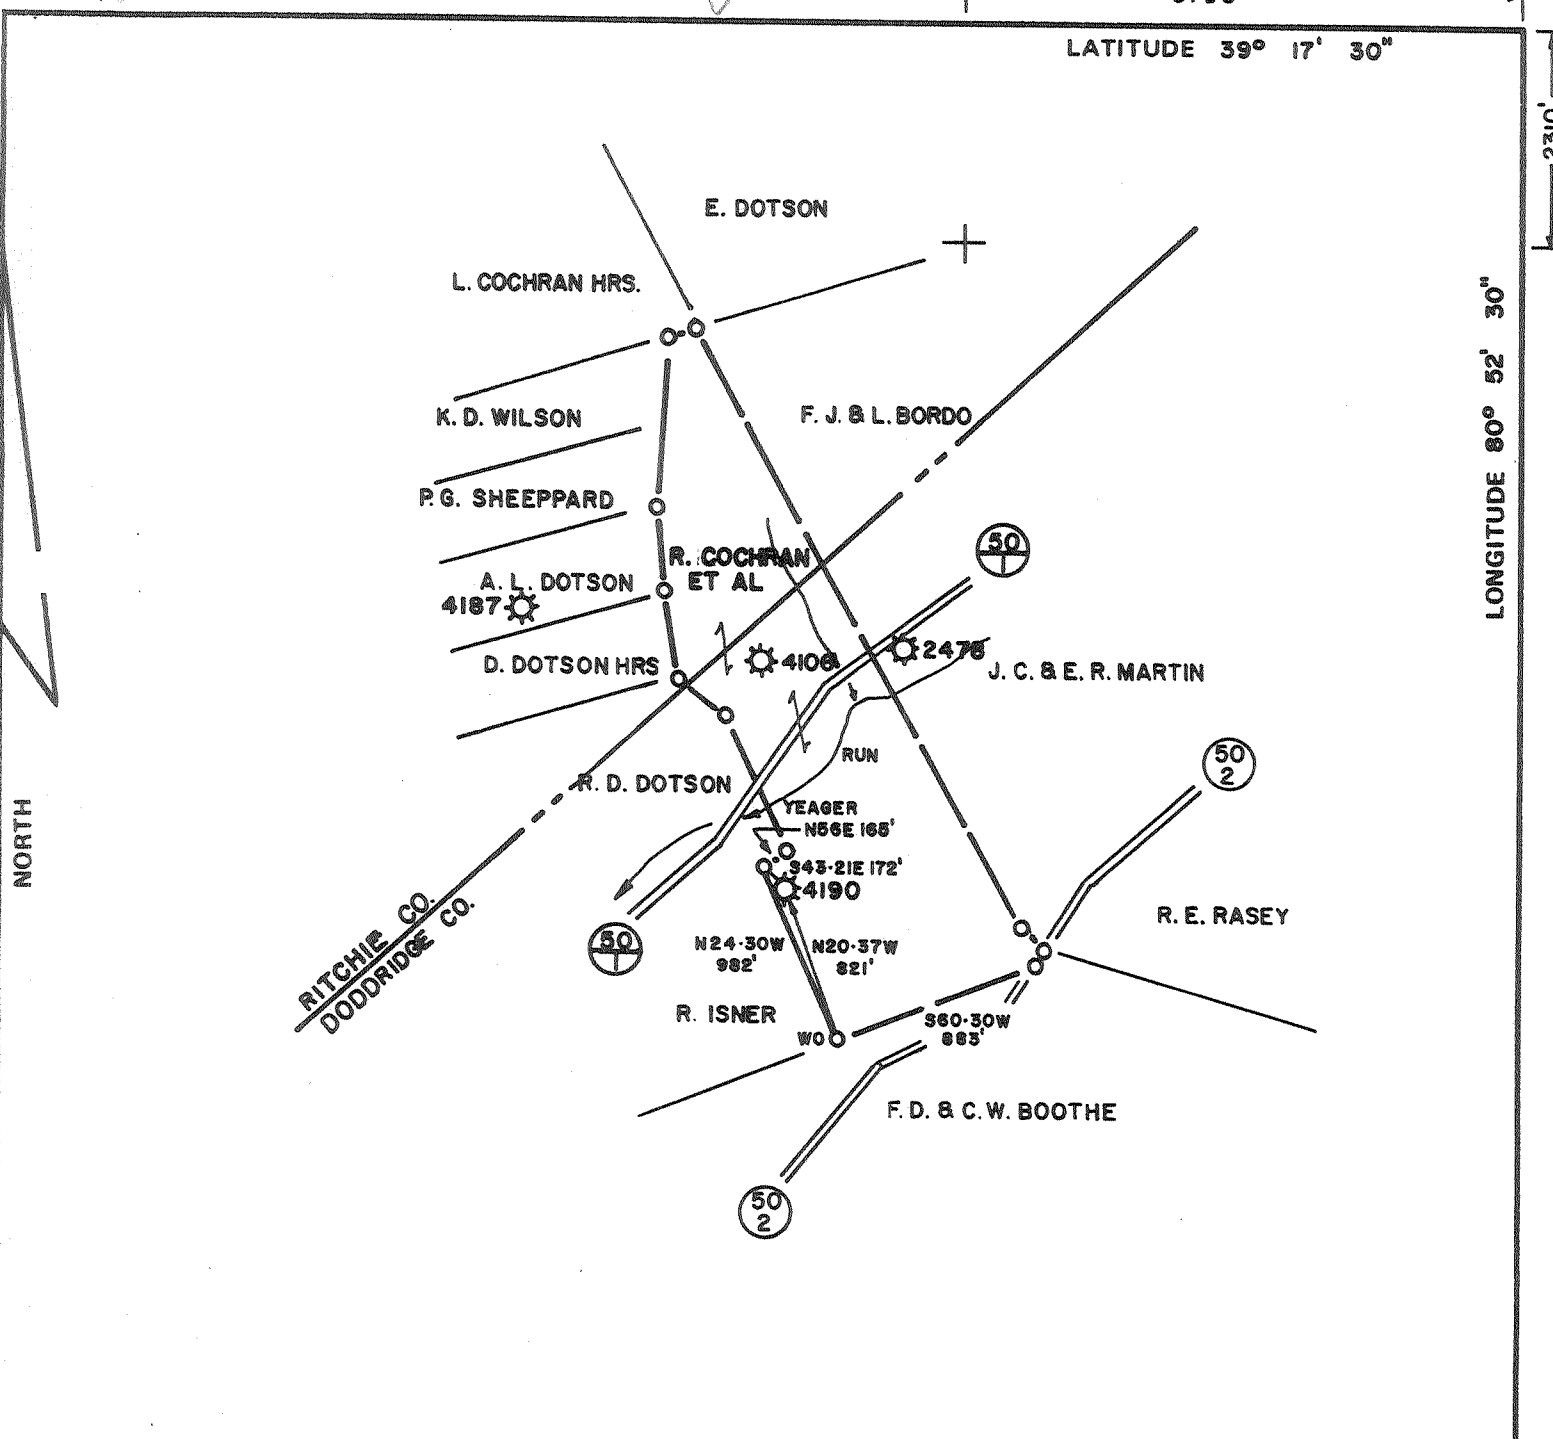 LATITUDE 39° 17' 30"
2310'
E. DOTSON
L. COCHRAN HRS.
LONGITUDE 80° 52' 30"
K. D. WILSON
F. J. & L. BORDO
P. G. SHEEPPARD
50
1
R. COCHRAN
ET AL
A. L. DOTSON
4187
D. DOTSON HRS
4106
2475
J. C. & E. R. MARTIN
RUN
50
2
R. D. DOTSON
YEAGER
N56E 165'
S43-21E 172'
4190
NORTH
RITCHIE CO.
DODDRIDGE CO.
50
1
N24-30W
982'
N20-37W
821'
R. E. RASEY
R. ISNER
WO
S60-30W
883'
F. D. & C. W. BOOTHE
50
2